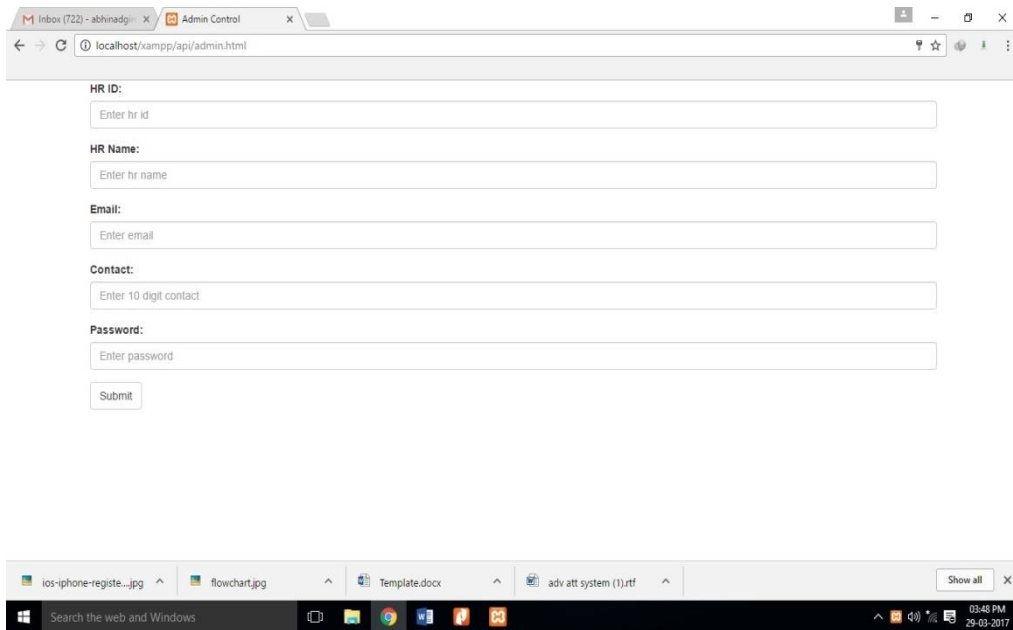 Inbox (722) - abhinadgi
Admin Control
localhost/xampp/api/admin.html
HR ID:
Enter hr id
HR Name:
Enter hr name
Email:
Enter email
Contact:
Enter 10 digit contact
Password:
Enter password
Submit
ios-iphone-registe....jpg
flowchart.jpg
Template.docx
adv att system (1).rtf
Show all
Search the web and Windows
03:48 PM
29-03-2017